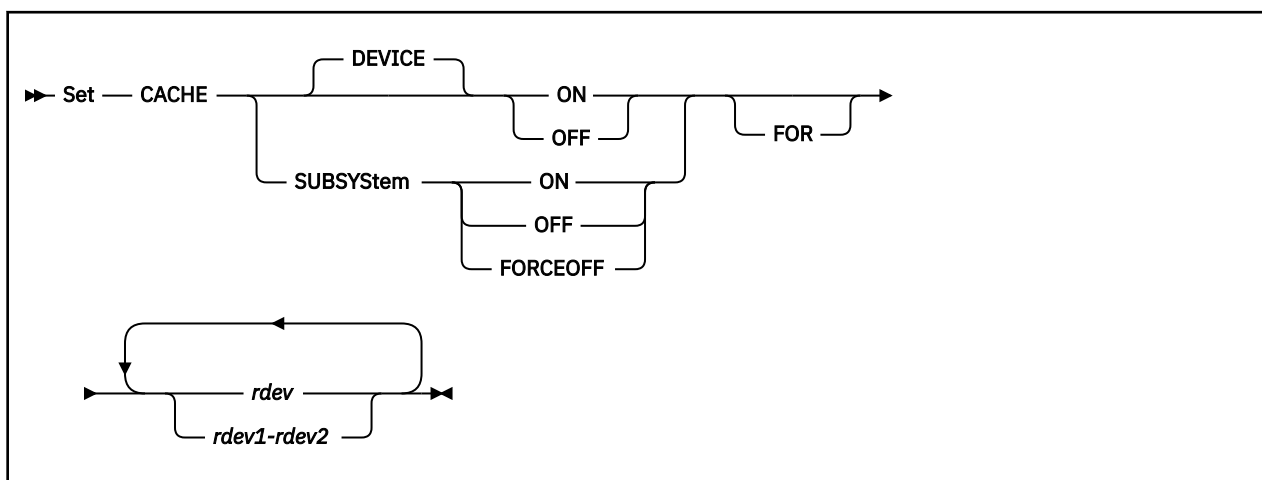 DEVICE
Set CACHE ON
OFF
FOR
SUBSYStem ON
OFF
FORCEOFF
rdev
rdev1-rdev2